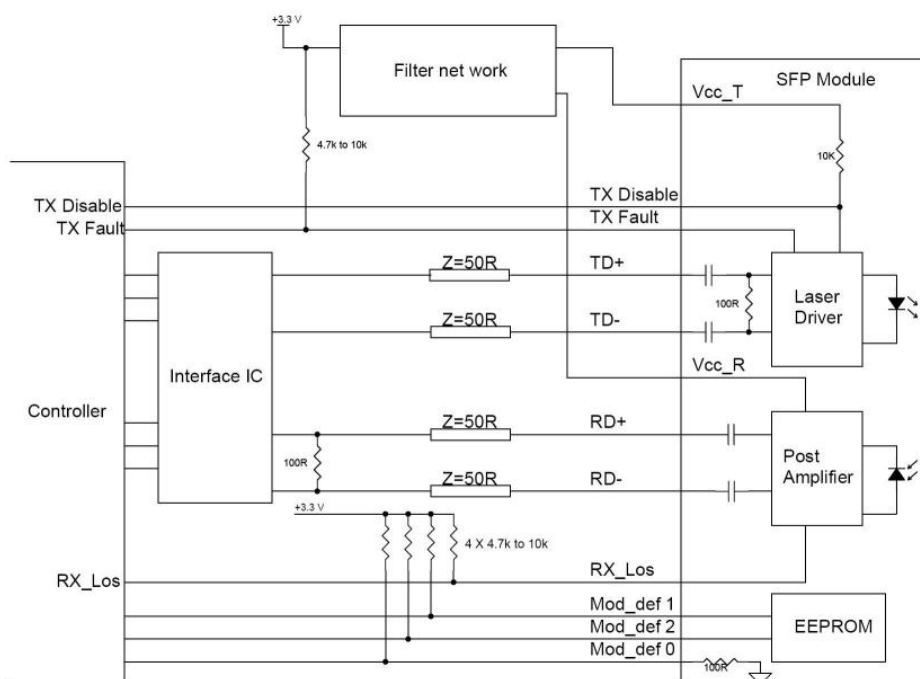 +3.3 V
Filter net work
SFP Module
Vcc_T
4.7k to 10k
10K
TX Disable
TX Disable
TX Fault
TX Fault
Z=50R
TD+
100R
Laser
Driver
Z=50R
TD-
Interface IC
Vcc_R
Controller
Z=50R
RD+
100R
Post
Amplifier
Z=50R
RD-
+3.3 V
4 X 4.7k to 10k
RX_Los
RX_Los
Mod_def 1
Mod_def 2
EEPROM
Mod_def 0
100R